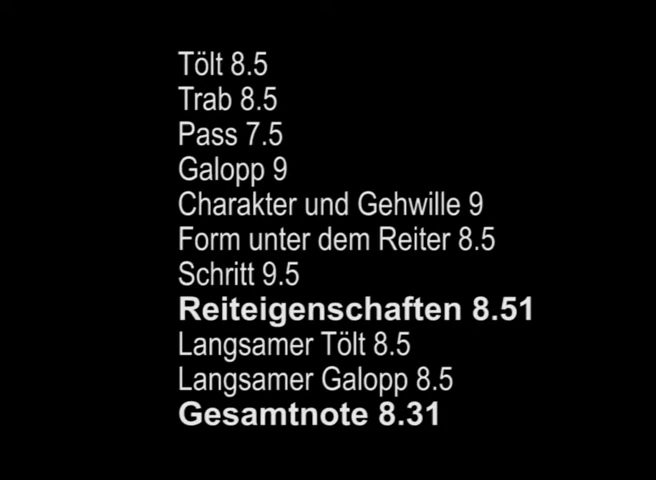 Tölt 8.5
Trab 8.5
Pass 7.5
Galopp 9
Charakter und Gehwille 9
Form unter dem Reiter 8.5
Schritt 9.5
Reiteigenschaften 8.51
Langsamer Tölt 8.5
Langsamer Galopp 8.5
Gesamtnote 8.31